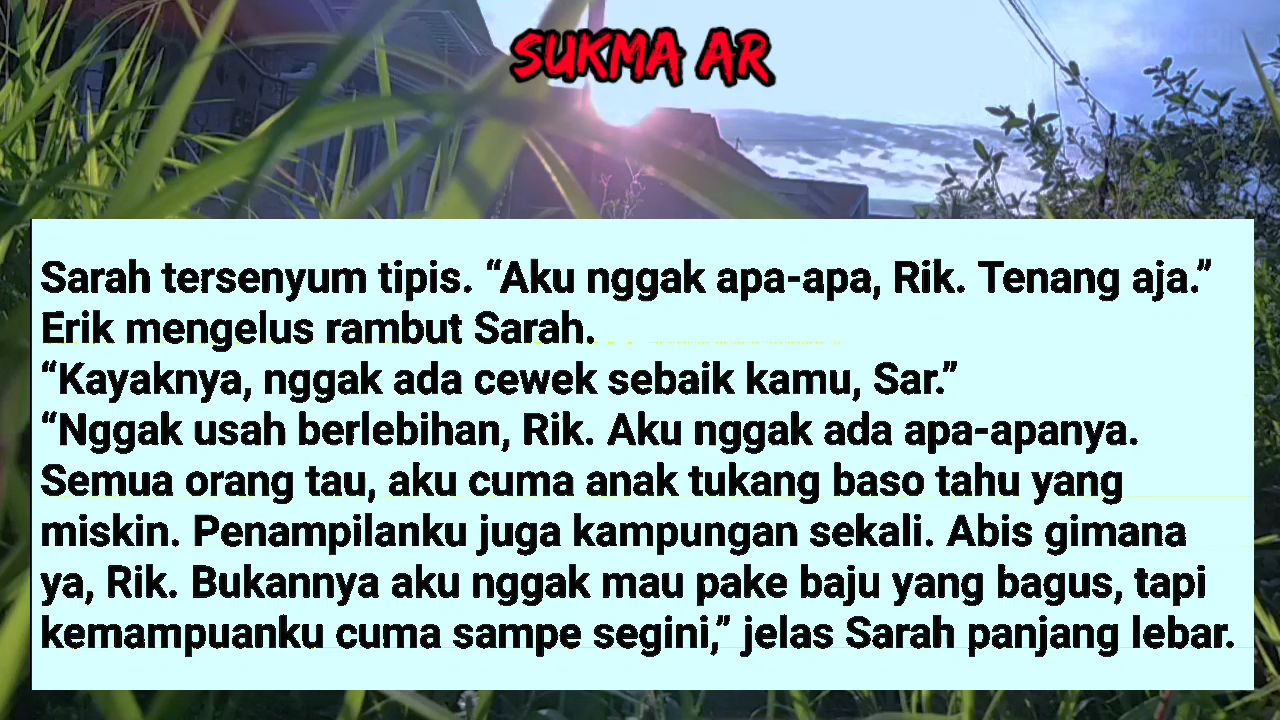 SUKMA AR
Sarah tersenyum tipis. “Aku nggak apa-apa, Rik. Tenang aja.”
Erik mengelus rambut Sarah.
“Kayaknya, nggak ada cewek sebaik kamu, Sar.”
“Nggak usah berlebihan, Rik. Aku nggak ada apa-apanya.
Semua orang tau, aku cuma anak tukang baso tahu yang
miskin. Penampilanku juga kampungan sekali. Abis gimana
ya, Rik. Bukannya aku nggak mau pake baju yang bagus, tapi
kemampuanku cuma sampe segini,” jelas Sarah panjang lebar.